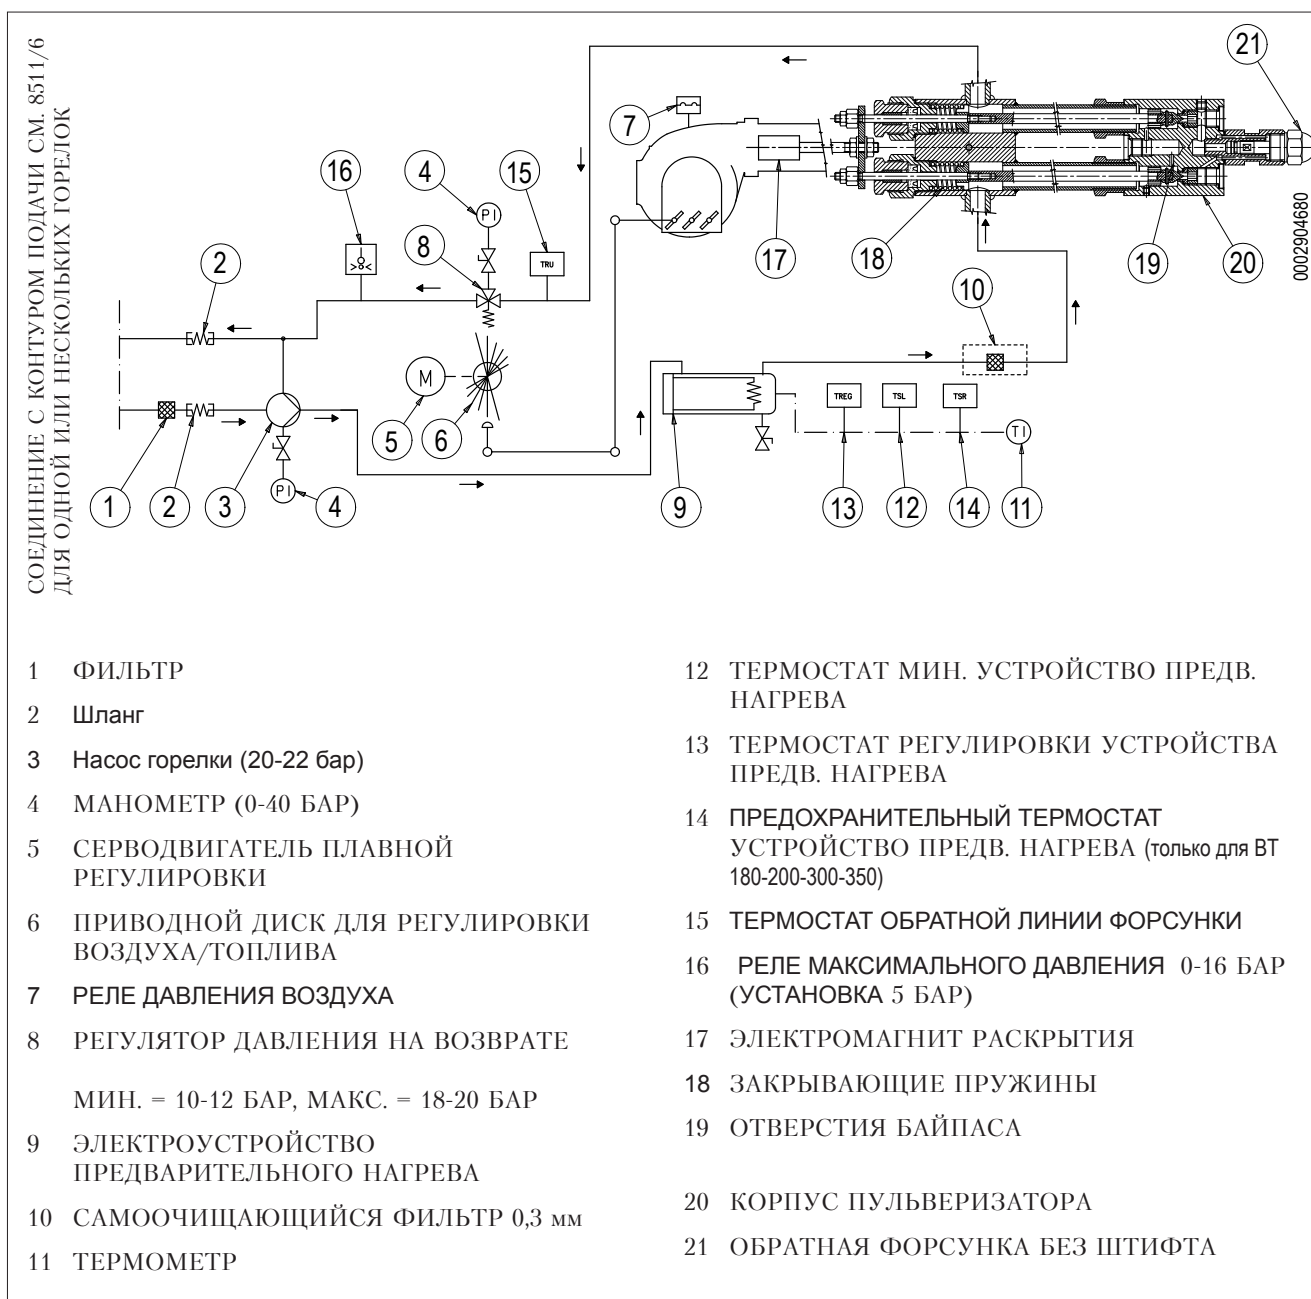 СОЕДИНЕНИЕ С КОНТУРОМ ПОДАЧИ СМ. 8511/6
ДЛЯ ОДНОЙ ИЛИ НЕСКОЛЬКИХ ГОРЕЛОК
21
7
16
4
15
PI
8
TRU
2
17
18
19
20
0002904680
10
M
5
6
TREG
TSL
TSR
TI
1
2
3
PI
4
9
13
12
14
11
1 ФИЛЬТР
2 Шланг
3 Насос горелки (20-22 бар)
4 МАНОМЕТР (0-40 БАР)
5 СЕРВОДВИГАТЕЛЬ ПЛАВНОЙ
РЕГУЛИРОВКИ
6 ПРИВОДНОЙ ДИСК ДЛЯ РЕГУЛИРОВКИ
ВОЗДУХА/ТОПЛИВА
7 РЕЛЕ ДАВЛЕНИЯ ВОЗДУХА
8 РЕГУЛЯТОР ДАВЛЕНИЯ НА ВОЗВРАТЕ
МИН. = 10-12 БАР, МАКС. = 18-20 БАР
9 ЭЛЕКТРОУСТРОЙСТВО
ПРЕДВАРИТЕЛЬНОГО НАГРЕВА
10 САМООЧИЩАЮЩИЙСЯ ФИЛЬТР 0,3 мм
11 ТЕРМОМЕТР
12 ТЕРМОСТАТ МИН. УСТРОЙСТВО ПРЕДВ.
НАГРЕВА
13 ТЕРМОСТАТ РЕГУЛИРОВКИ УСТРОЙСТВА
ПРЕДВ. НАГРЕВА
14 ПРЕДОХРАНИТЕЛЬНЫЙ ТЕРМОСТАТ
УСТРОЙСТВО ПРЕДВ. НАГРЕВА (только для BT
180-200-300-350)
15 ТЕРМОСТАТ ОБРАТНОЙ ЛИНИИ ФОРСУНКИ
16 РЕЛЕ МАКСИМАЛЬНОГО ДАВЛЕНИЯ 0-16 БАР
(УСТАНОВКА 5 БАР)
17 ЭЛЕКТРОМАГНИТ РАСКРЫТИЯ
18 ЗАКРЫВАЮЩИЕ ПРУЖИНЫ
19 ОТВЕРСТИЯ БАЙПАСА
20 КОРПУС ПУЛЬВЕРИЗАТОРА
21 ОБРАТНАЯ ФОРСУНКА БЕЗ ШТИФТА